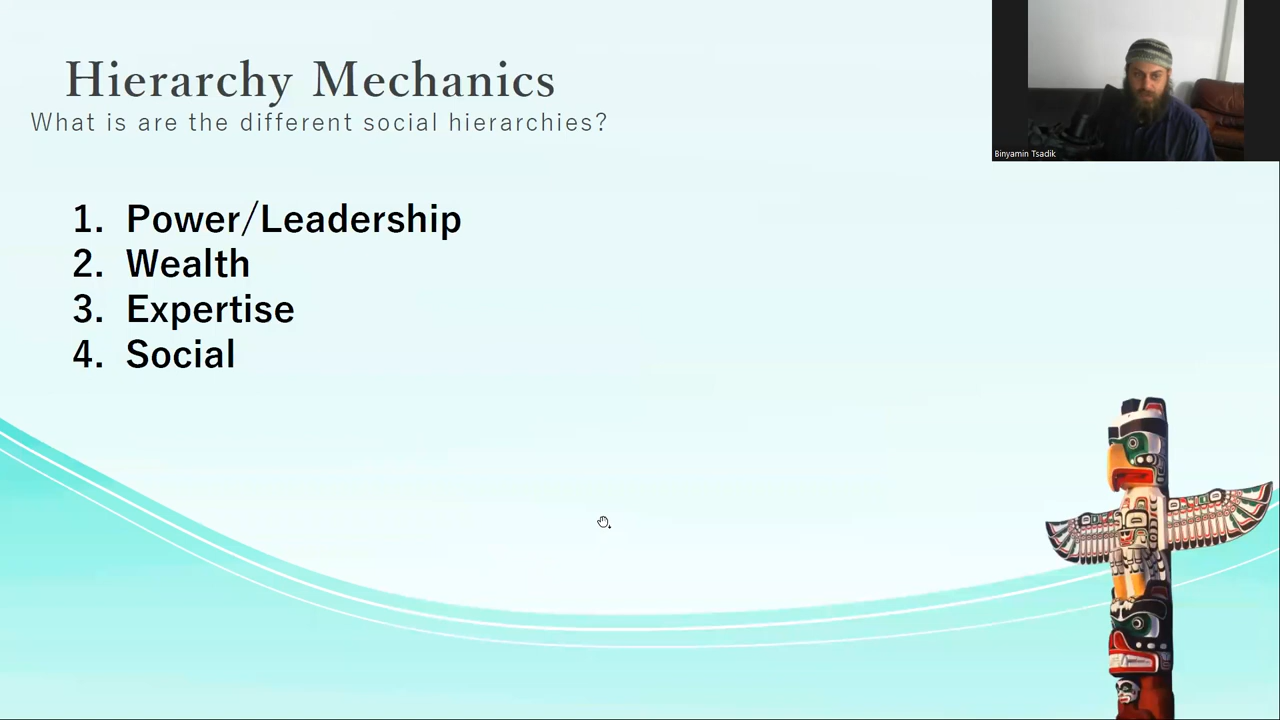 Hierarchy Mechanics
What is are the different social hierarchies?
1. Power/Leadership
2. Wealth
3. Expertise
4. Social
Binyamin Tsadik